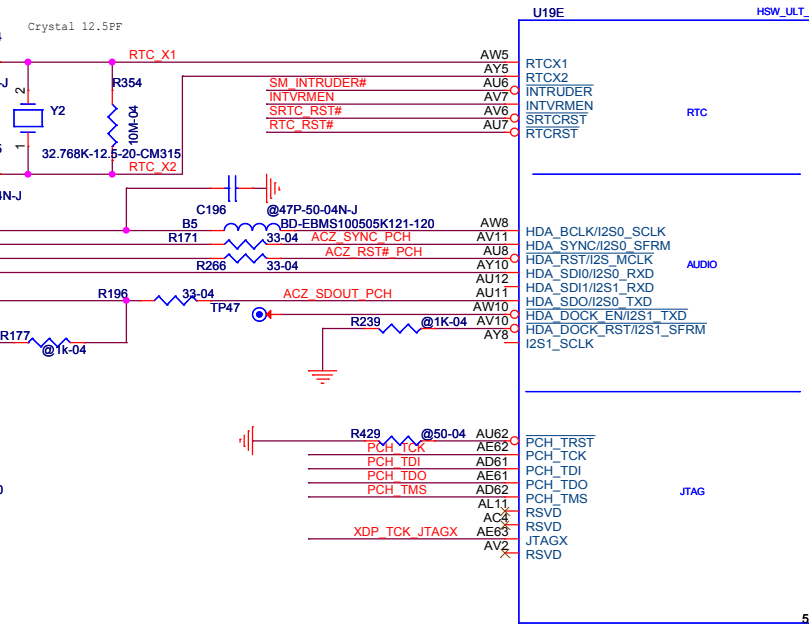 U19E
HSW_ULT_
Crystal 12.5PF
RTC_X1
AW5
RTCX1
AY5
RTCX2
-J
R354
SM_INTRUDER#
AU6
INTRUDER
2
INTVRMEN
AV7
INTVRMEN
Y2
10M-04
SRTC_RST#
AV6
SRTCRST
RTC
RTC_RST#
AU7
RTCRST
1
32.768K-12.5-20-CM315
RTC_X2
4N-J
C196
@47P-50-04N-J
B5
BD-EBMS100505K121-120
AW8
HDA_BCLK/I2S0_SCLK
R171
33-04
ACZ_SYNC_PCH
AV11
HDA_SYNC/I2S0_SFRM
ACZ_RST#_PCH
AU8
HDA_RST/I2S_MCLK
AUDIO
R266
33-04
AY10
HDA_SDI0/I2S0_RXD
AU12
HDA_SDI1/I2S1_RXD
R196
33-04
ACZ_SDOUT_PCH
AU11
HDA_SDO/I2S0_TXD
TP47
AW10
HDA_DOCK_EN/I2S1_TXD
R239
@1K-04
AV10
HDA_DOCK_RST/I2S1_SFRM
R177
@1k-04
AY8
I2S1_SCLK
R429
@50-04
AU62
PCH_TRST
PCH_TCK
AE62
PCH_TCK
PCH_TDI
AD61
PCH_TDI
PCH_TDO
AE61
PCH_TDO
PCH_TMS
AD62
PCH_TMS
JTAG
AL11
RSVD
AC4
RSVD
XDP_TCK_JTAGX
AE63
JTAGX
AV2
RSVD
5